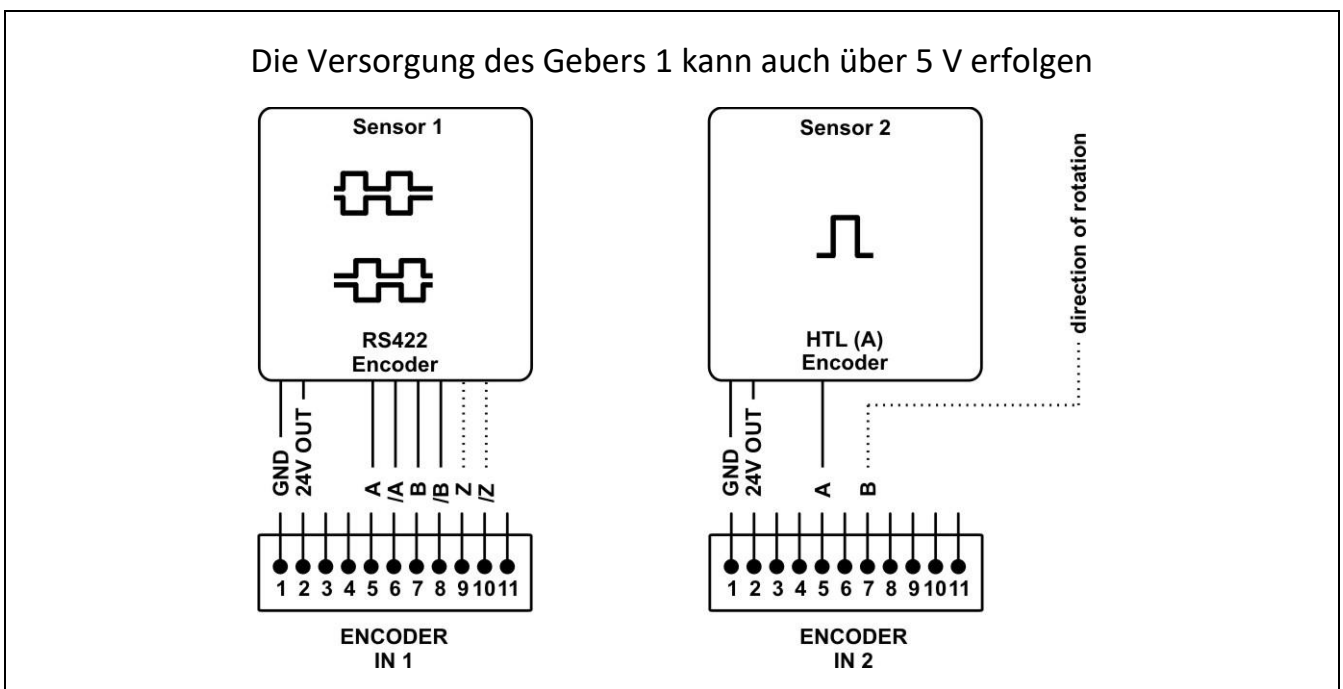 Die Versorgung des Gebers 1 kann auch über 5 V erfolgen
Sensor 1
RS422
Encoder
GND
24V OUT
A
/A
B
/B
Z
/Z
1 2 3 4 5 6 7 8 9 10 11
ENCODER
IN 1
Sensor 2
HTL (A)
Encoder
direction of rotation
GND
24V OUT
A
B
1 2 3 4 5 6 7 8 9 10 11
ENCODER
IN 2